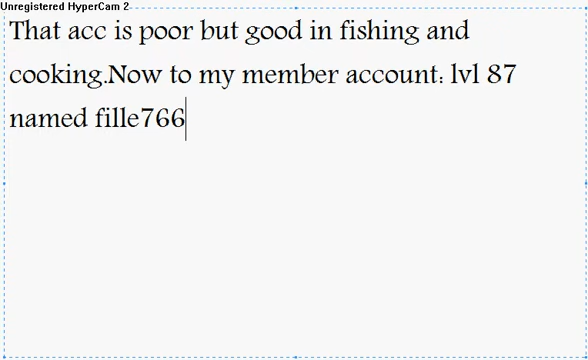 Unregistered HyperCam 2
That acc is poor but good in fishing and
cooking.Now to my member account: lvl 87
named fille766